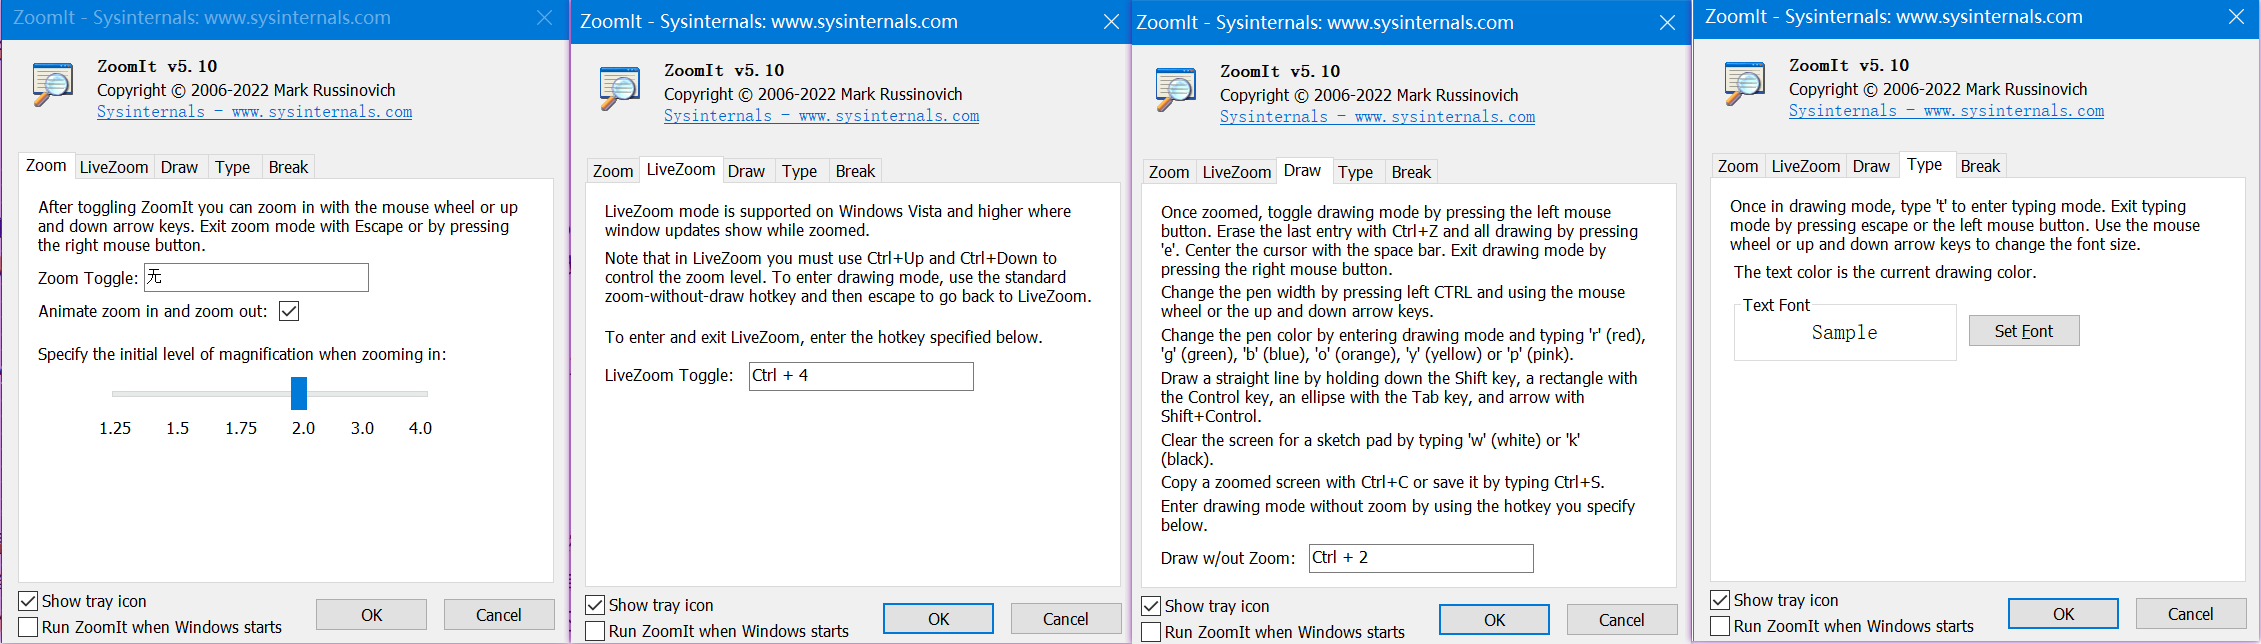 ZoomIt - Sysinternals: www.sysinternals.com
ZoomIt v5.10
Copyright © 2006-2022 Mark Russinovich
Sysinternals - www.sysinternals.com
Zoom LiveZoom Draw Type Break
After toggling ZoomIt you can zoom in with the mouse wheel or up
and down arrow keys. Exit zoom mode with Escape or by pressing
the right mouse button.
Zoom Toggle: 无
Animate zoom in and zoom out:
Specify the initial level of magnification when zooming in:
1.25 1.5 1.75 2.0 3.0 4.0
Show tray icon
Run ZoomIt when Windows starts
OK Cancel
ZoomIt - Sysinternals: www.sysinternals.com
ZoomIt v5.10
Copyright © 2006-2022 Mark Russinovich
Sysinternals - www.sysinternals.com
Zoom LiveZoom Draw Type Break
LiveZoom mode is supported on Windows Vista and higher where
window updates show while zoomed.
Note that in LiveZoom you must use Ctrl+Up and Ctrl+Down to
control the zoom level. To enter drawing mode, use the standard
zoom-without-draw hotkey and then escape to go back to LiveZoom.
To enter and exit LiveZoom, enter the hotkey specified below.
LiveZoom Toggle: Ctrl + 4
Show tray icon
Run ZoomIt when Windows starts
OK Cancel
ZoomIt - Sysinternals: www.sysinternals.com
ZoomIt v5.10
Copyright © 2006-2022 Mark Russinovich
Sysinternals - www.sysinternals.com
Zoom LiveZoom Draw Type Break
Once zoomed, toggle drawing mode by pressing the left mouse
button. Erase the last entry with Ctrl+Z and all drawing by pressing
'e'. Center the cursor with the space bar. Exit drawing mode by
pressing the right mouse button.
Change the pen width by pressing left CTRL and using the mouse
wheel or the up and down arrow keys.
Change the pen color by entering drawing mode and typing 'r' (red),
'g' (green), 'b' (blue), 'o' (orange), 'y' (yellow) or 'p' (pink).
Draw a straight line by holding down the Shift key, a rectangle with
the Control key, an ellipse with the Tab key, and arrow with
Shift+Control.
Clear the screen for a sketch pad by typing 'w' (white) or 'k'
(black).
Copy a zoomed screen with Ctrl+C or save it by typing Ctrl+S.
Enter drawing mode without zoom by using the hotkey you specify
below.
Draw w/out Zoom: Ctrl + 2
Show tray icon
Run ZoomIt when Windows starts
OK Cancel
ZoomIt - Sysinternals: www.sysinternals.com
ZoomIt v5.10
Copyright © 2006-2022 Mark Russinovich
Sysinternals - www.sysinternals.com
Zoom LiveZoom Draw Type Break
Once in drawing mode, type 't' to enter typing mode. Exit typing
mode by pressing escape or the left mouse button. Use the mouse
wheel or up and down arrow keys to change the font size.
The text color is the current drawing color.
Text Font
Sample
Set Font
Show tray icon
Run ZoomIt when Windows starts
OK Cancel